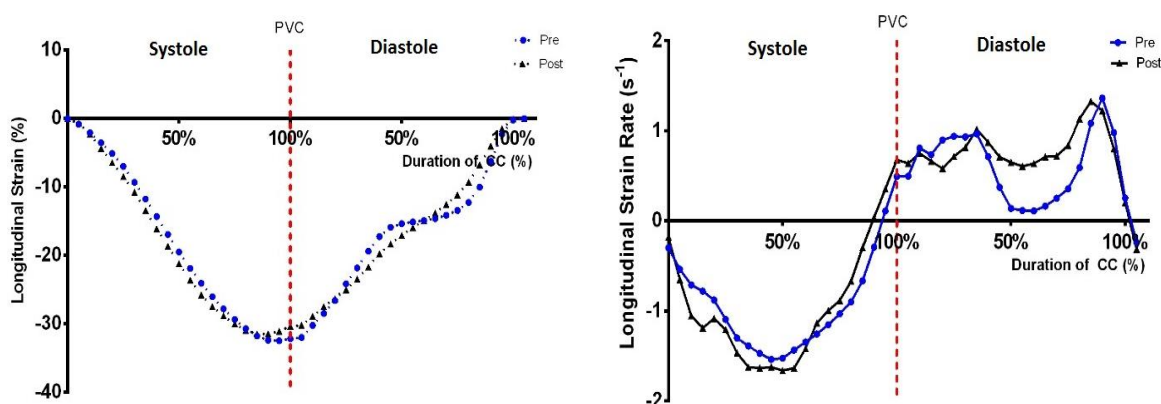 PVC
Systole
Diastole
Pre
Post
10
0
-10
-20
-30
-40
50%
100%
50%
100%
Duration of CC (%)
Longitudinal Strain (%)
PVC
Systole
Diastole
Pre
Post
2
1
0
-1
-2
50%
100%
50%
100%
Duration of CC (%)
Longitudinal Strain Rate (s⁻¹)